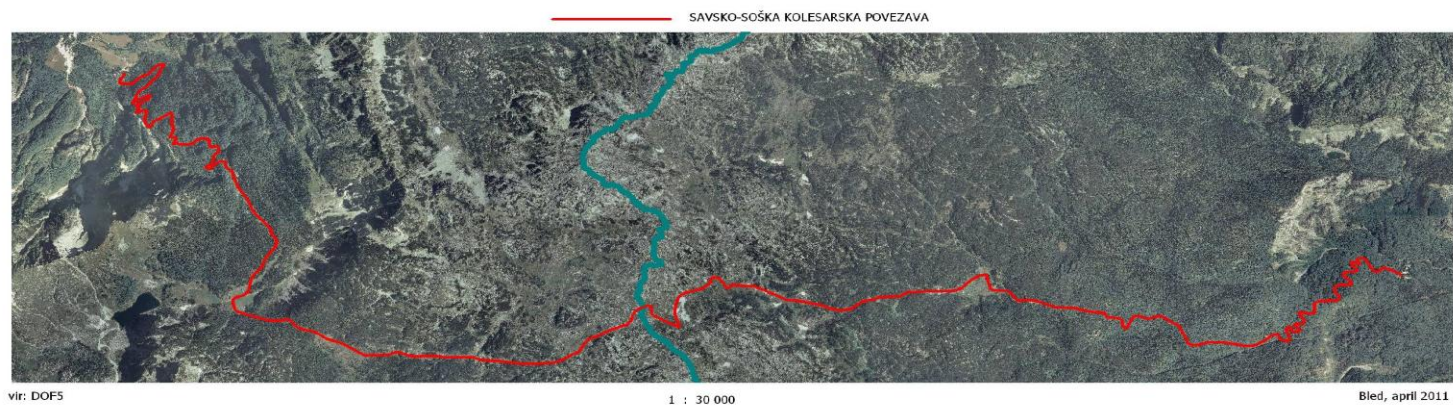 SAVSKO-SOŠKA KOLESARSKA POVEZAVA
vir: DOF5
1 : 30 000
Bled, april 2011